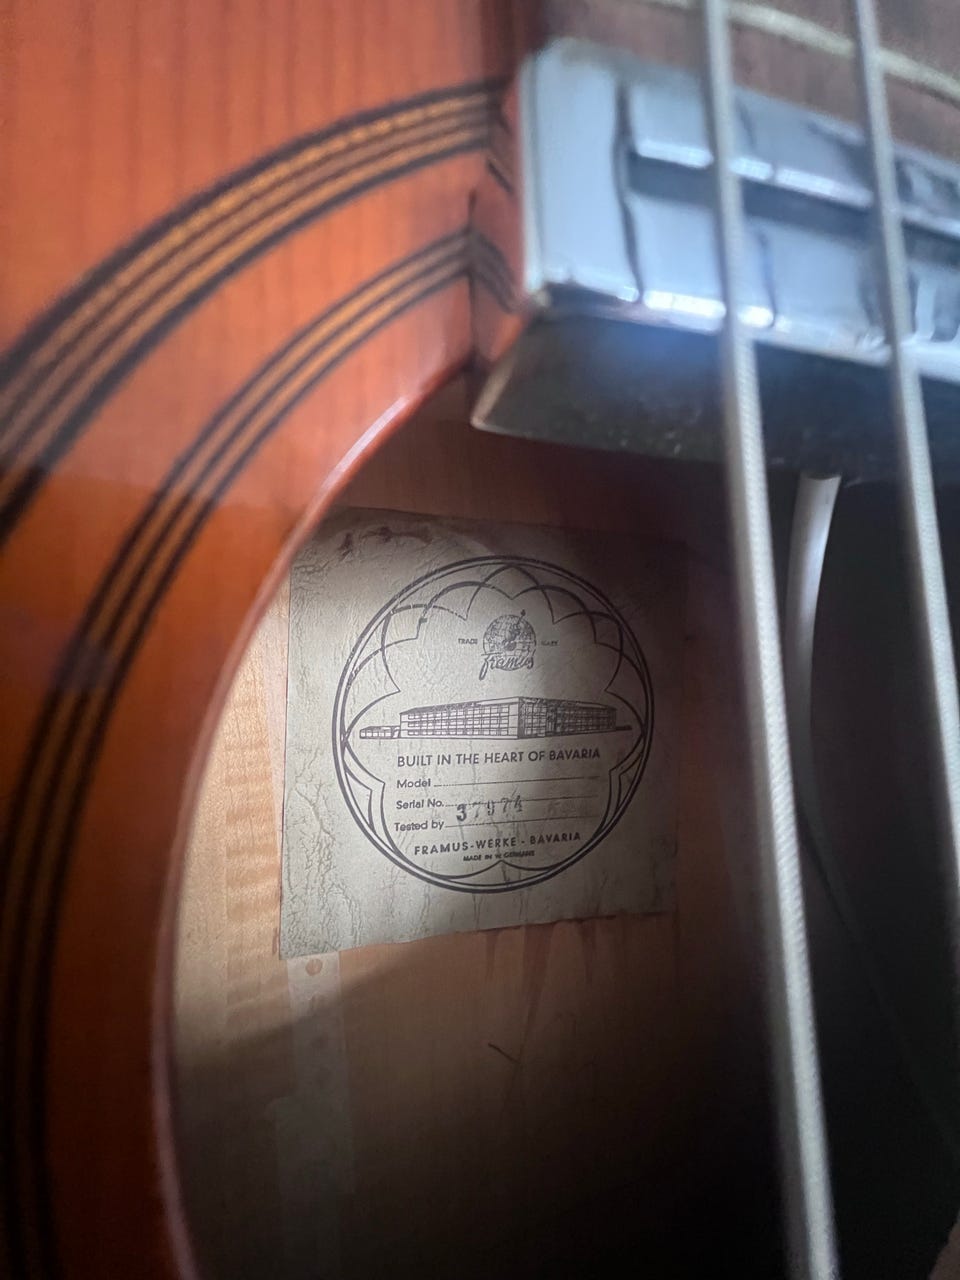 TRADE MARK
framus
BUILT IN THE HEART OF BAVARIA
Model
Serial No.
37974
Tested by
FRAMUS-WERKE - BAVARIA
MADE IN W. GERMANY